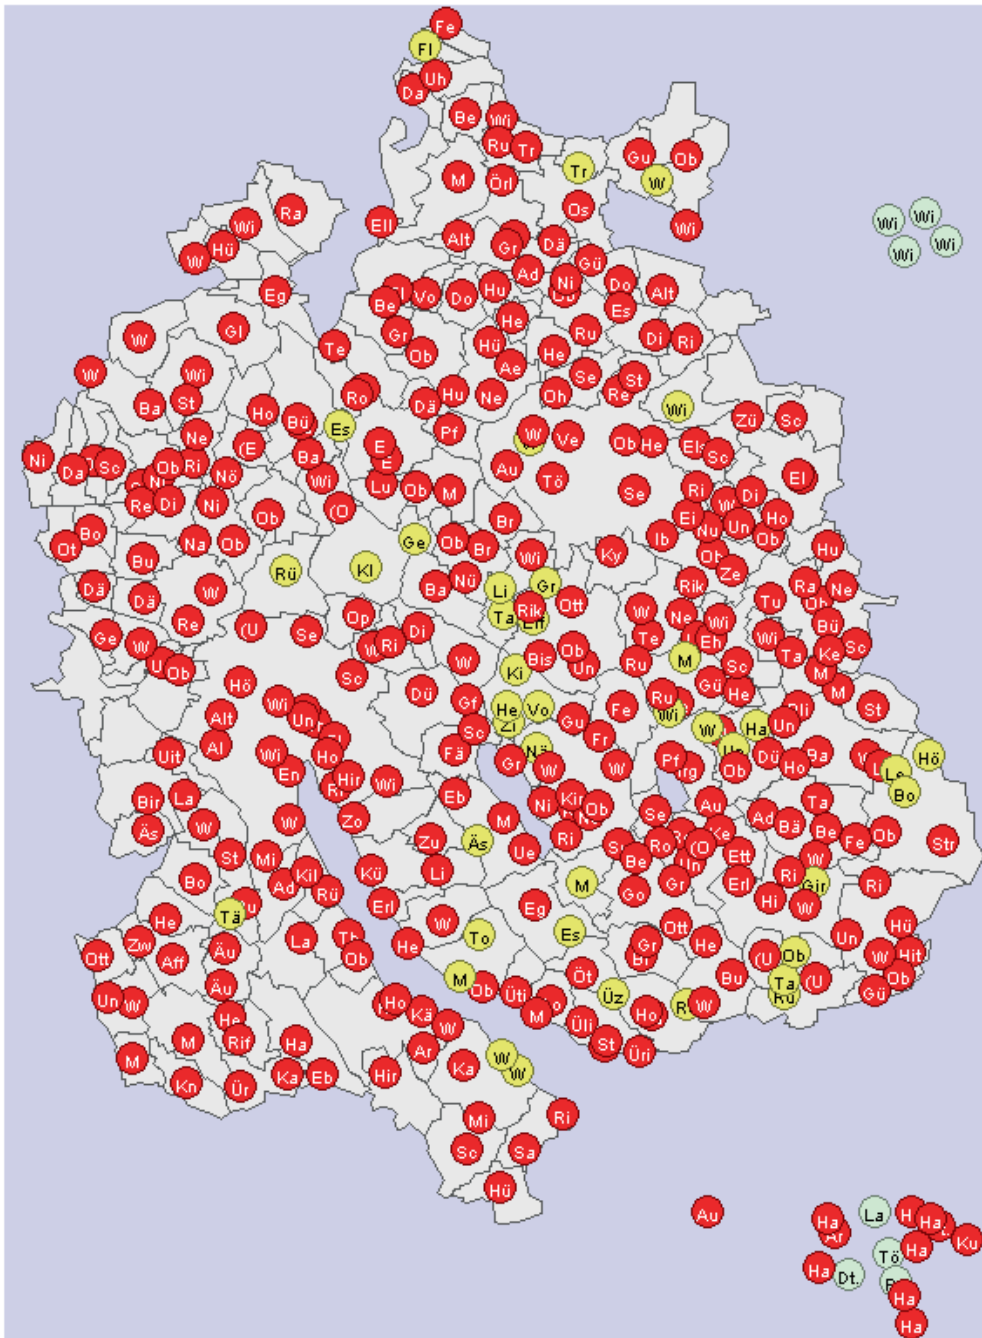 Fe
Fl
Uh
Da
Be
Wi
Ru
Tr
Tr
Gu
Ob
W
M
Örl
Ra
Ell
Os
Wi
Wi
Wi
Wi
Wi
Wi
Hü
W
Alt
Gr
Dä
Gü
Ad
Ni
Eg
Be
Vo
Do
Hu
Do
Alt
Es
W
Gl
Te
Gr
Ob
Hü
He
He
Ru
Di
Ri
W
Wi
Ae
Se
St
Re
Ba
St
Ro
Dä
Hu
Ne
Oh
Wi
Ho
Bü
Es
Pf
Zü
Sc
Ne
(E
E
W
Ve
Ob
He
Els
Sc
Ni
Da
Sc
Ob
Ri
Nö
Ba
Wi
Lu
Ob
M
Au
Tö
Se
Ri
Di
El
Re
Di
Ni
Ob
(O
Br
Ei
Nu
Un
Ho
Bo
Ot
Bu
Na
Ob
Ge
Ob
Br
Wi
Kv
Ib
Ob
Ob
Hu
Rü
Kl
Ba
Nü
Li
Gr
Ze
Dä
Dä
W
Rik
Ott
W
Rik
Ne
Tu
Ra
Ne
Ge
W
Re
(U
Se
Op
Ri
Di
Ta
Te
Eh
Wi
Wi
Bü
Ob
Hö
Sc
W
Ki
Bis
Ob
Un
Ru
M
Sc
Ta
Ke
Sc
M
M
Alt
Wi
Un
Dü
Gf
He
Vo
Gu
Fe
Ru
Gü
He
St
Al
Uit
Wi
Ho
Sc
Fä
Nä
Fr
Wi
W
Ha
Un
Hö
En
Hir
Wi
Eb
Gr
W
W
Pf
Ob
Dü
Ho
Ba
Bo
Bir
La
Äs
W
W
Zo
M
Ni
Ob
Ri
Se
Au
Ad
Ta
Bä
Be
Fe
Ob
Str
St
Mi
Zu
Äs
Ue
Li
Be
Ro
(O
Ke
Ett
W
Bo
Ad
Kil
Rü
Kü
M
Go
Gr
Erl
Hi
Ri
Gir
Ri
Tä
Erl
W
Eg
W
He
Zw
Ott
Aff
Äu
La
Ob
He
To
Es
Gr
Ott
He
(U
Ob
Un
Hü
W
Hit
Un
W
Äu
M
Ob
Üti
Öt
Üz
Bu
Ta
(U
Ob
Gü
M
M
He
Rif
Ha
Ho
Kä
W
M
Üli
Ho
W
St
Üri
Kn
Ür
Ka
Eb
Hir
Ar
Ka
W
W
Mi
Ri
Sc
Sa
Hü
Au
Ha
La
Ha
Ku
Ha
Tö
Ha
Dt.
Ha
Ha